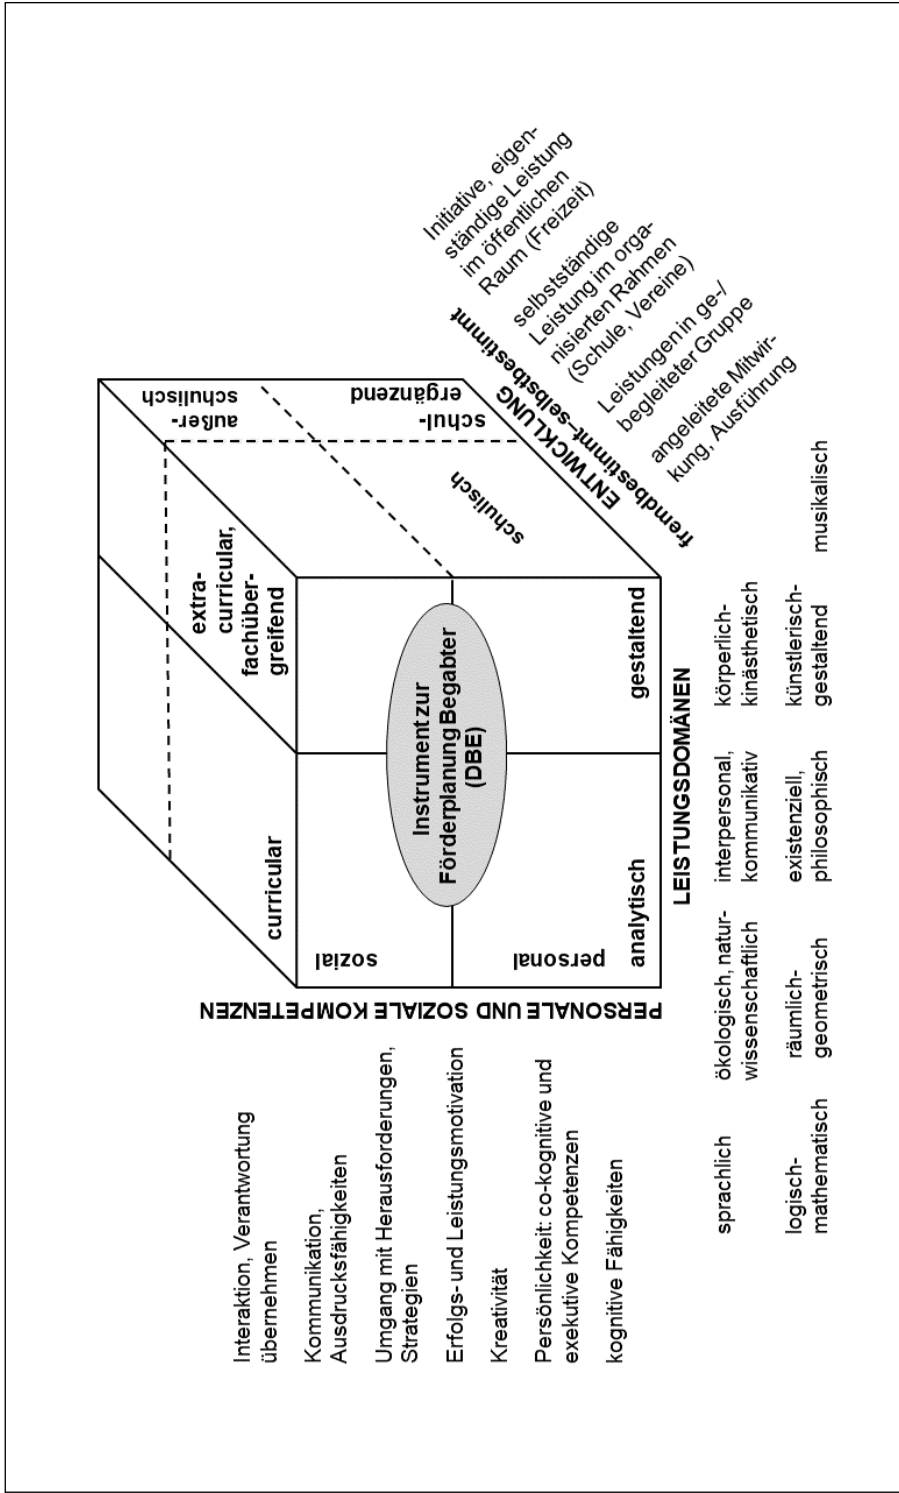 Interaktion, Verantwortung
übernehmen
Kommunikation,
Ausdrucksfähigkeiten
Umgang mit Herausforderungen,
Strategien
Erfolgs- und Leistungsmotivation
Kreativität
Persönlichkeit: co-kognitive und
exekutive Kompetenzen
kognitive Fähigkeiten
PERSONALE UND SOZIALE KOMPETENZEN
sozial
personal
curricular
extra-
curricular,
fachüber-
greifend
Instrument zur
Förderplanung Begabter
(DBE)
analytisch
gestaltend
außer-
schulisch
schul-
ergänzend
schulisch
ENTWICKLUNG
fremdbestimmt–selbstbestimmt
Initiative, eigen-
ständige Leistung
im öffentlichen
Raum (Freizeit)
selbstständige
Leistung im orga-
nisierten Rahmen
(Schule, Vereine)
Leistungen in ge-/
begleiteter Gruppe
angeleitete Mitwir-
kung, Ausführung
LEISTUNGSDOMÄNEN
sprachlich
ökologisch, natur-
wissenschaftlich
interpersonal,
kommunikativ
körperlich-
kinästhetisch
logisch-
mathematisch
räumlich-
geometrisch
existenziell,
philosophisch
künstlerisch-
gestaltend
musikalisch